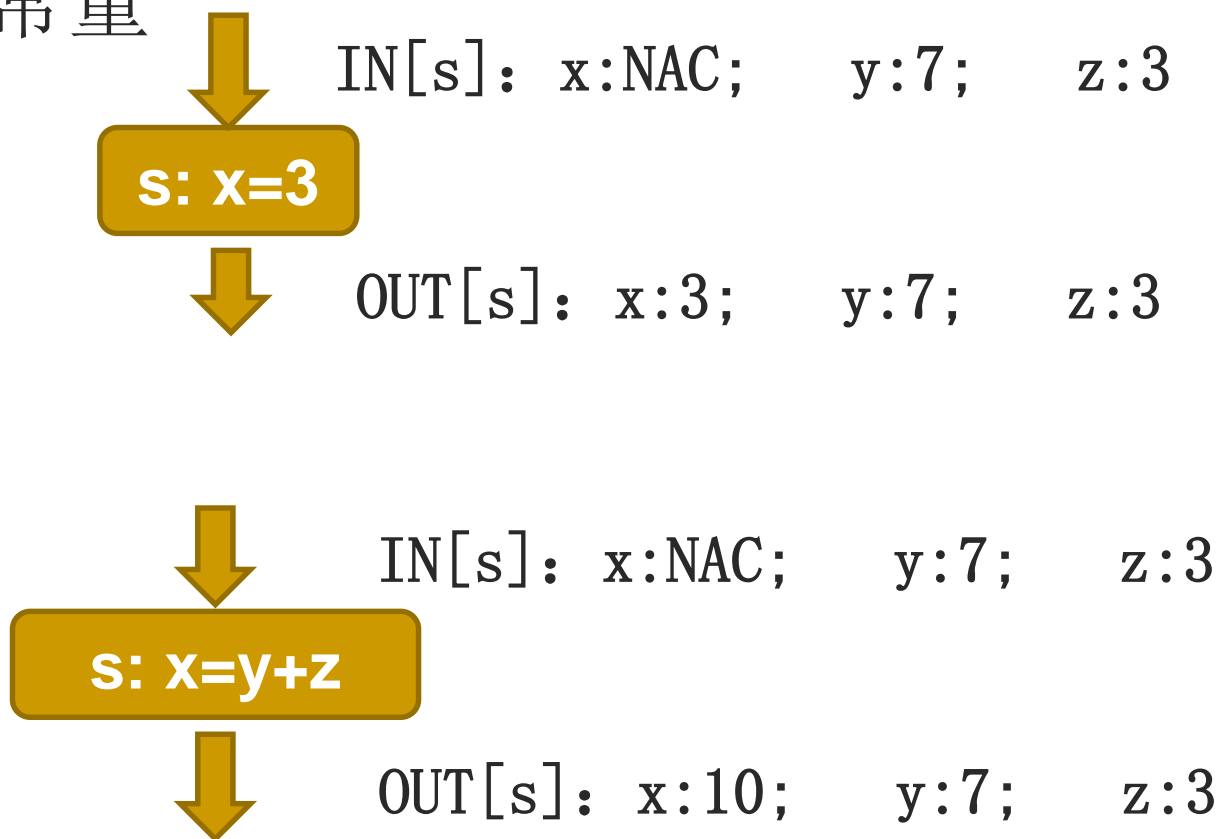 常量
IN[s]：x:NAC; y:7; z:3
s: x=3
OUT[s]：x:3; y:7; z:3
IN[s]：x:NAC; y:7; z:3
s: x=y+z
OUT[s]：x:10; y:7; z:3